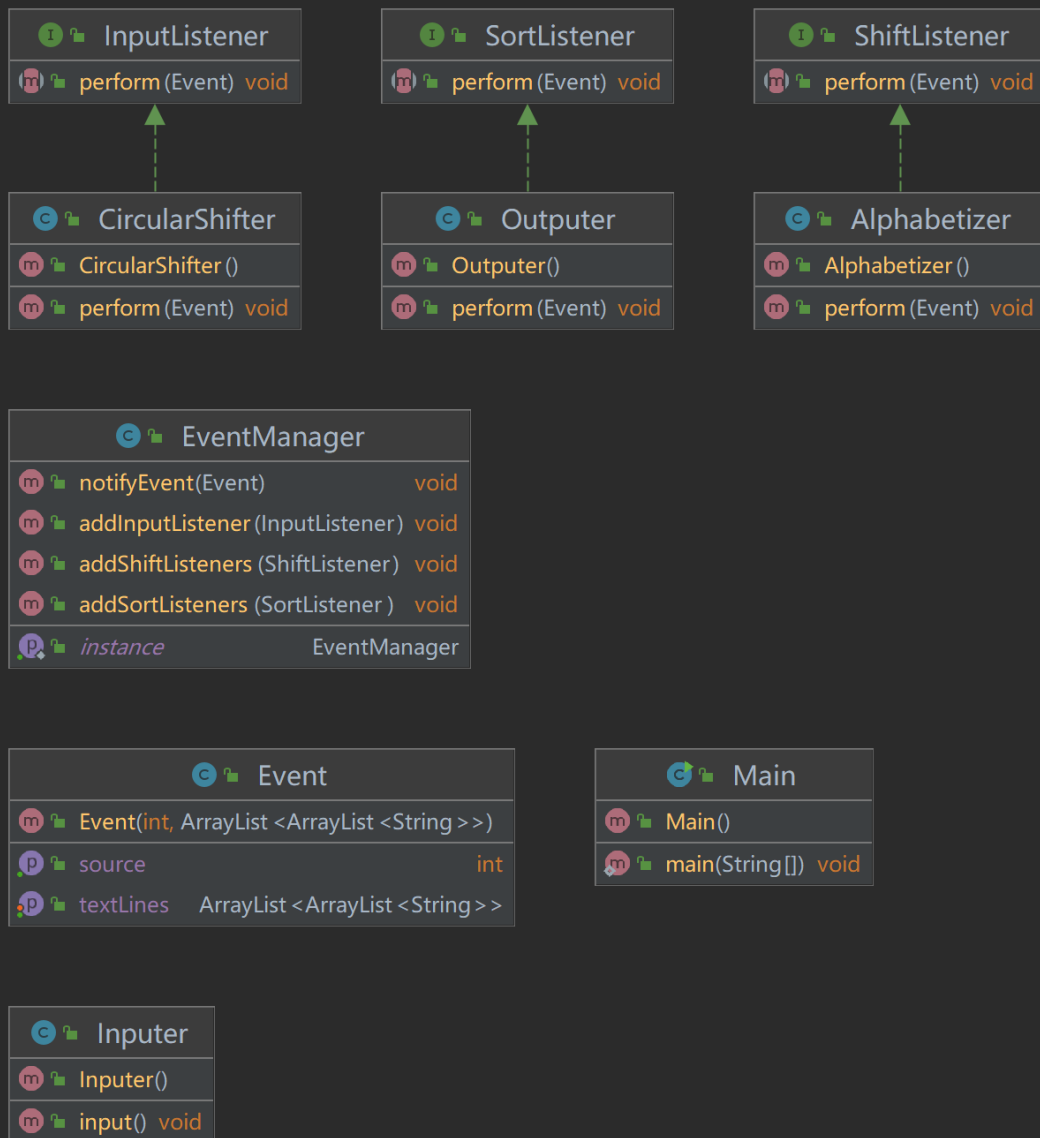 InputListener
perform(Event) void
SortListener
perform(Event) void
ShiftListener
perform(Event) void
CircularShifter
CircularShifter()
perform(Event) void
Outputer
Outputer()
perform(Event) void
Alphabetizer
Alphabetizer()
perform(Event) void
EventManager
notifyEvent(Event) void
addInputListener(InputListener) void
addShiftListeners(ShiftListener) void
addSortListeners(SortListener) void
instance EventManager
Event
Event(int, ArrayList<ArrayList<String>>)
source int
textLines ArrayList<ArrayList<String>>
Main
Main()
main(String[]) void
Inputer
Inputer()
input() void